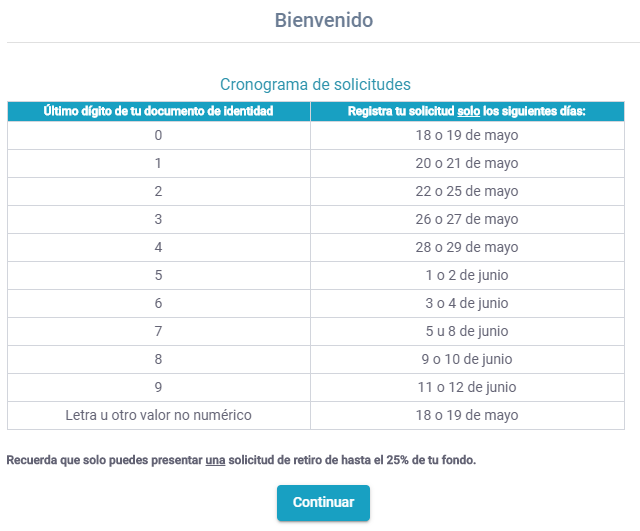 Bienvenido
Cronograma de solicitudes
Último dígito de tu documento de identidad Registra tu solicitud solo los siguientes días:
0 18 o 19 de mayo
1 20 o 21 de mayo
2 22 o 25 de mayo
3 26 o 27 de mayo
4 28 o 29 de mayo
5 1 o 2 de junio
6 3 o 4 de junio
7 5 u 8 de junio
8 9 o 10 de junio
9 11 o 12 de junio
Letra u otro valor no numérico 18 o 19 de mayo
Recuerda que solo puedes presentar una solicitud de retiro de hasta el 25% de tu fondo.
Continuar